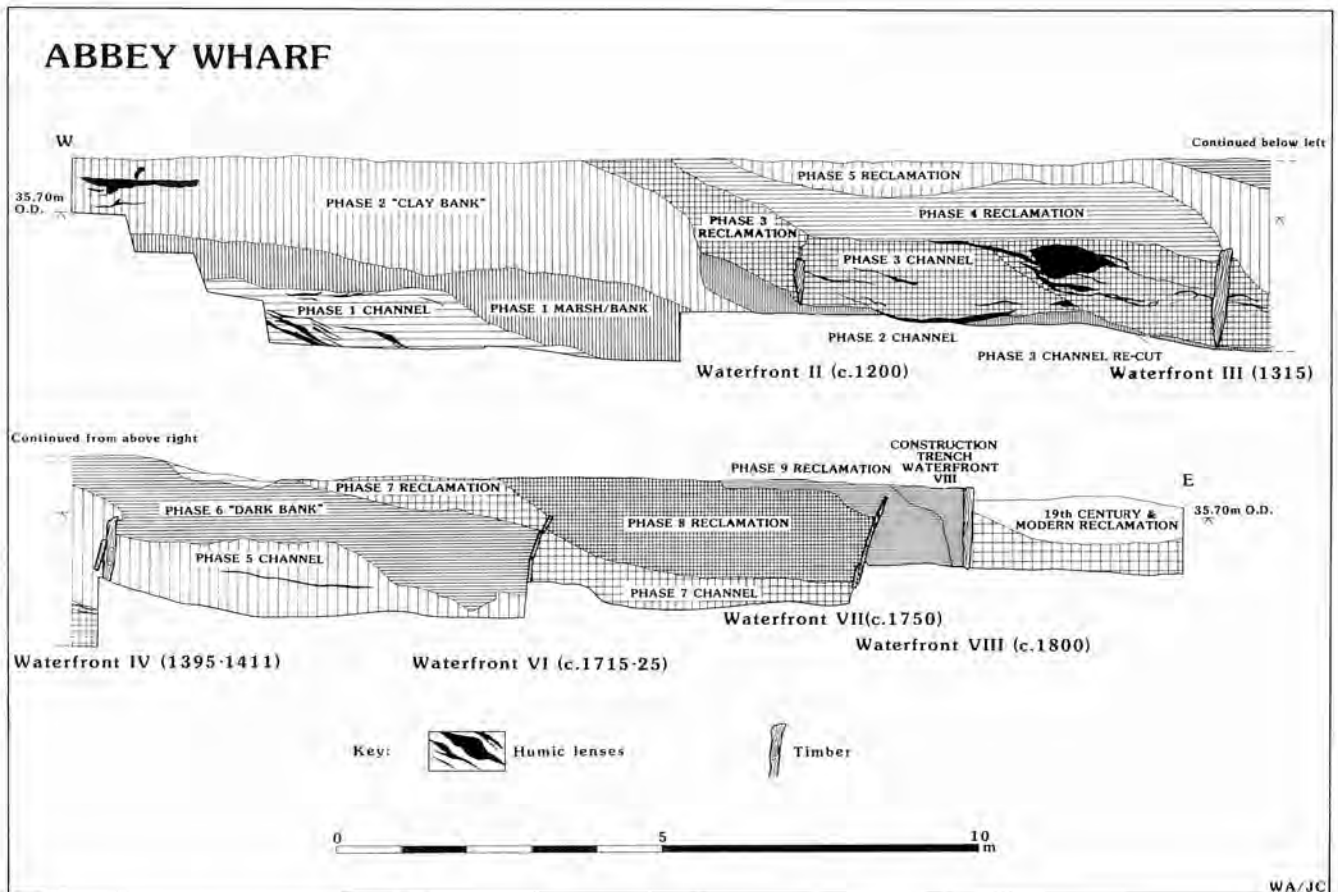 ABBEY WHARF
W
Continued below left
35.70m
O.D.
PHASE 5 RECLAMATION
PHASE 2 "CLAY BANK"
PHASE 3
RECLAMATION
PHASE 4 RECLAMATION
PHASE 3 CHANNEL
PHASE 1 CHANNEL
PHASE 1 MARSH/BANK
PHASE 2 CHANNEL
PHASE 3 CHANNEL RE-CUT
Waterfront II (c.1200)
Waterfront III (1315)
Continued from above right
CONSTRUCTION
TRENCH
WATERFRONT
VIII
PHASE 9 RECLAMATION
E
PHASE 7 RECLAMATION
PHASE 6 "DARK BANK"
PHASE 8 RECLAMATION
19th CENTURY &
MODERN RECLAMATION
35.70m O.D.
PHASE 5 CHANNEL
PHASE 7 CHANNEL
Waterfront VII(c.1750)
Waterfront VIII (c.1800)
Waterfront IV (1395-1411)
Waterfront VI (c.1715-25)
Key:
Humic lenses
Timber
0 5 10
m
WA/JC